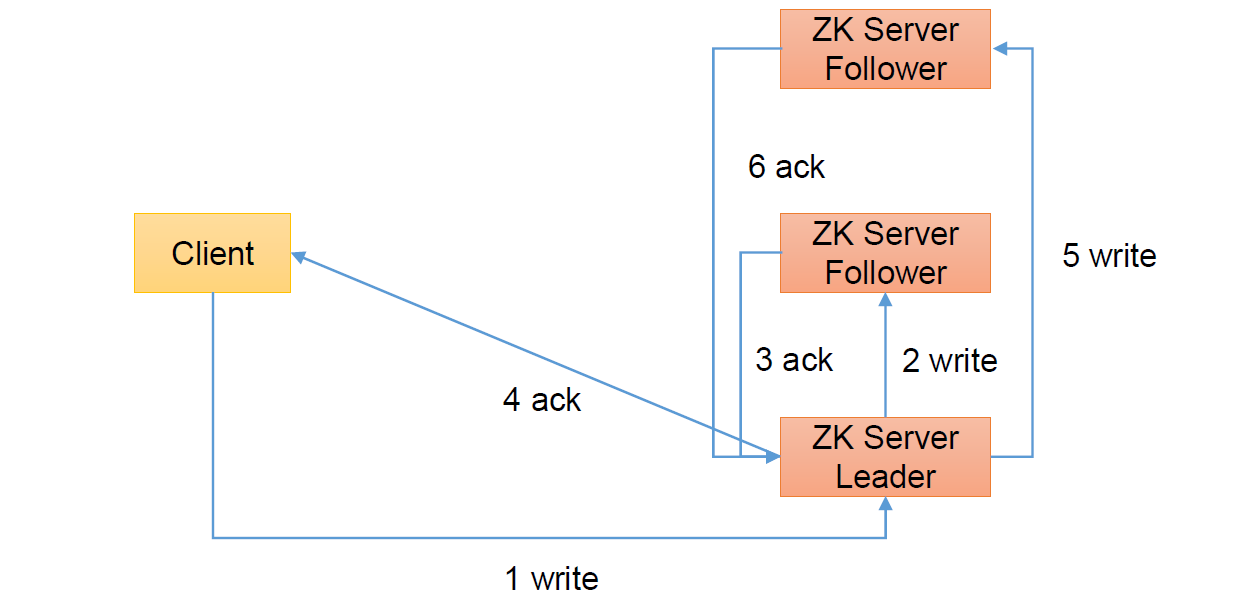 ZK Server
Follower
6 ack
Client
ZK Server
Follower
5 write
3 ack
2 write
4 ack
ZK Server
Leader
1 write